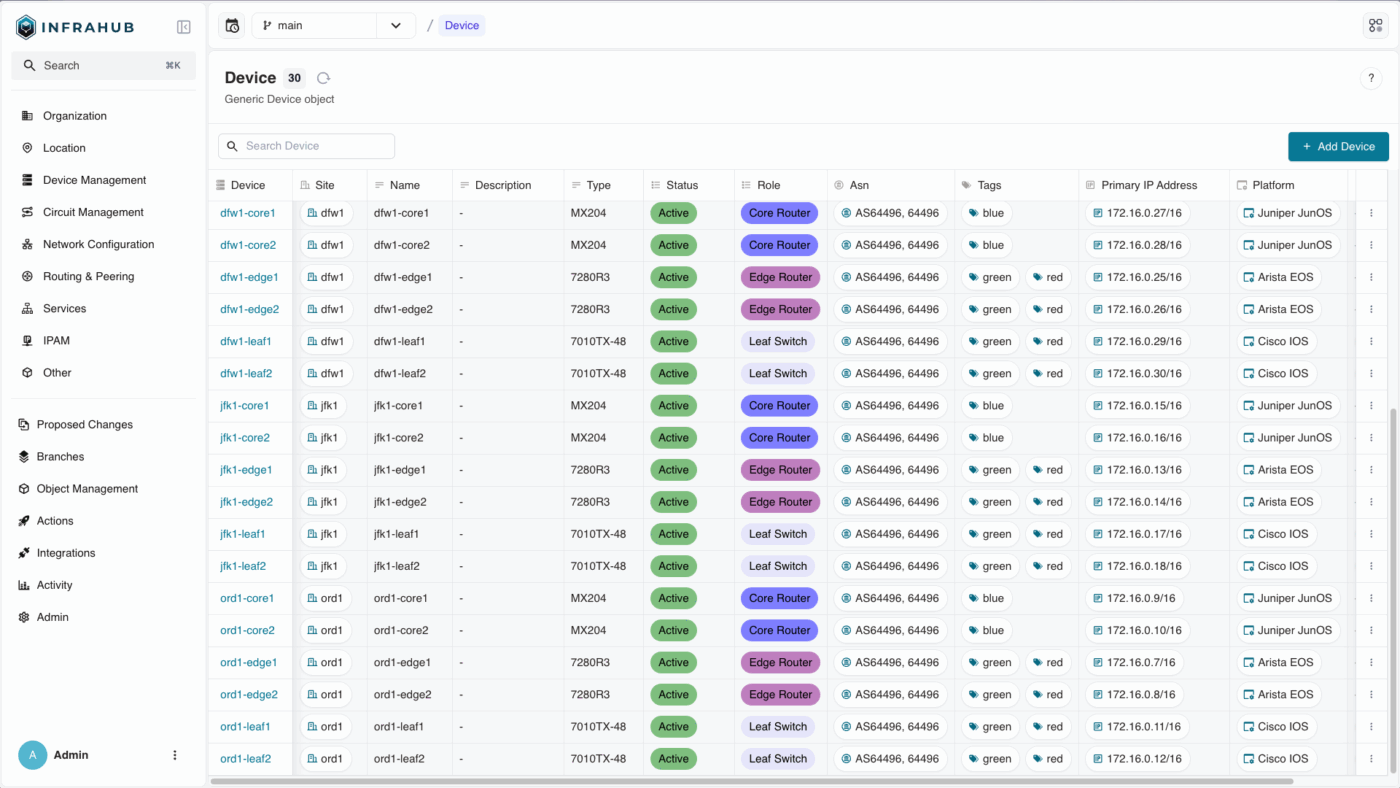 INFRAHUB
Search ⌘K
Organization
Location
Device Management
Circuit Management
Network Configuration
Routing & Peering
Services
IPAM
Other
Proposed Changes
Branches
Object Management
Actions
Integrations
Activity
Admin
A Admin
main / Device
Device 30
?
Generic Device object
Search Device
+ Add Device
Device Site Name Description Type Status Role Asn Tags Primary IP Address Platform
dfw1-core1 dfw1 dfw1-core1 - MX204 Active Core Router AS64496, 64496 blue 172.16.0.27/16 Juniper JunOS
dfw1-core2 dfw1 dfw1-core2 - MX204 Active Core Router AS64496, 64496 blue 172.16.0.28/16 Juniper JunOS
dfw1-edge1 dfw1 dfw1-edge1 - 7280R3 Active Edge Router AS64496, 64496 green red 172.16.0.25/16 Arista EOS
dfw1-edge2 dfw1 dfw1-edge2 - 7280R3 Active Edge Router AS64496, 64496 green red 172.16.0.26/16 Arista EOS
dfw1-leaf1 dfw1 dfw1-leaf1 - 7010TX-48 Active Leaf Switch AS64496, 64496 green red 172.16.0.29/16 Cisco IOS
dfw1-leaf2 dfw1 dfw1-leaf2 - 7010TX-48 Active Leaf Switch AS64496, 64496 green red 172.16.0.30/16 Cisco IOS
jfk1-core1 jfk1 jfk1-core1 - MX204 Active Core Router AS64496, 64496 blue 172.16.0.15/16 Juniper JunOS
jfk1-core2 jfk1 jfk1-core2 - MX204 Active Core Router AS64496, 64496 blue 172.16.0.16/16 Juniper JunOS
jfk1-edge1 jfk1 jfk1-edge1 - 7280R3 Active Edge Router AS64496, 64496 green red 172.16.0.13/16 Arista EOS
jfk1-edge2 jfk1 jfk1-edge2 - 7280R3 Active Edge Router AS64496, 64496 green red 172.16.0.14/16 Arista EOS
jfk1-leaf1 jfk1 jfk1-leaf1 - 7010TX-48 Active Leaf Switch AS64496, 64496 green red 172.16.0.17/16 Cisco IOS
jfk1-leaf2 jfk1 jfk1-leaf2 - 7010TX-48 Active Leaf Switch AS64496, 64496 green red 172.16.0.18/16 Cisco IOS
ord1-core1 ord1 ord1-core1 - MX204 Active Core Router AS64496, 64496 blue 172.16.0.9/16 Juniper JunOS
ord1-core2 ord1 ord1-core2 - MX204 Active Core Router AS64496, 64496 blue 172.16.0.10/16 Juniper JunOS
ord1-edge1 ord1 ord1-edge1 - 7280R3 Active Edge Router AS64496, 64496 green red 172.16.0.7/16 Arista EOS
ord1-edge2 ord1 ord1-edge2 - 7280R3 Active Edge Router AS64496, 64496 green red 172.16.0.8/16 Arista EOS
ord1-leaf1 ord1 ord1-leaf1 - 7010TX-48 Active Leaf Switch AS64496, 64496 green red 172.16.0.11/16 Cisco IOS
ord1-leaf2 ord1 ord1-leaf2 - 7010TX-48 Active Leaf Switch AS64496, 64496 green red 172.16.0.12/16 Cisco IOS